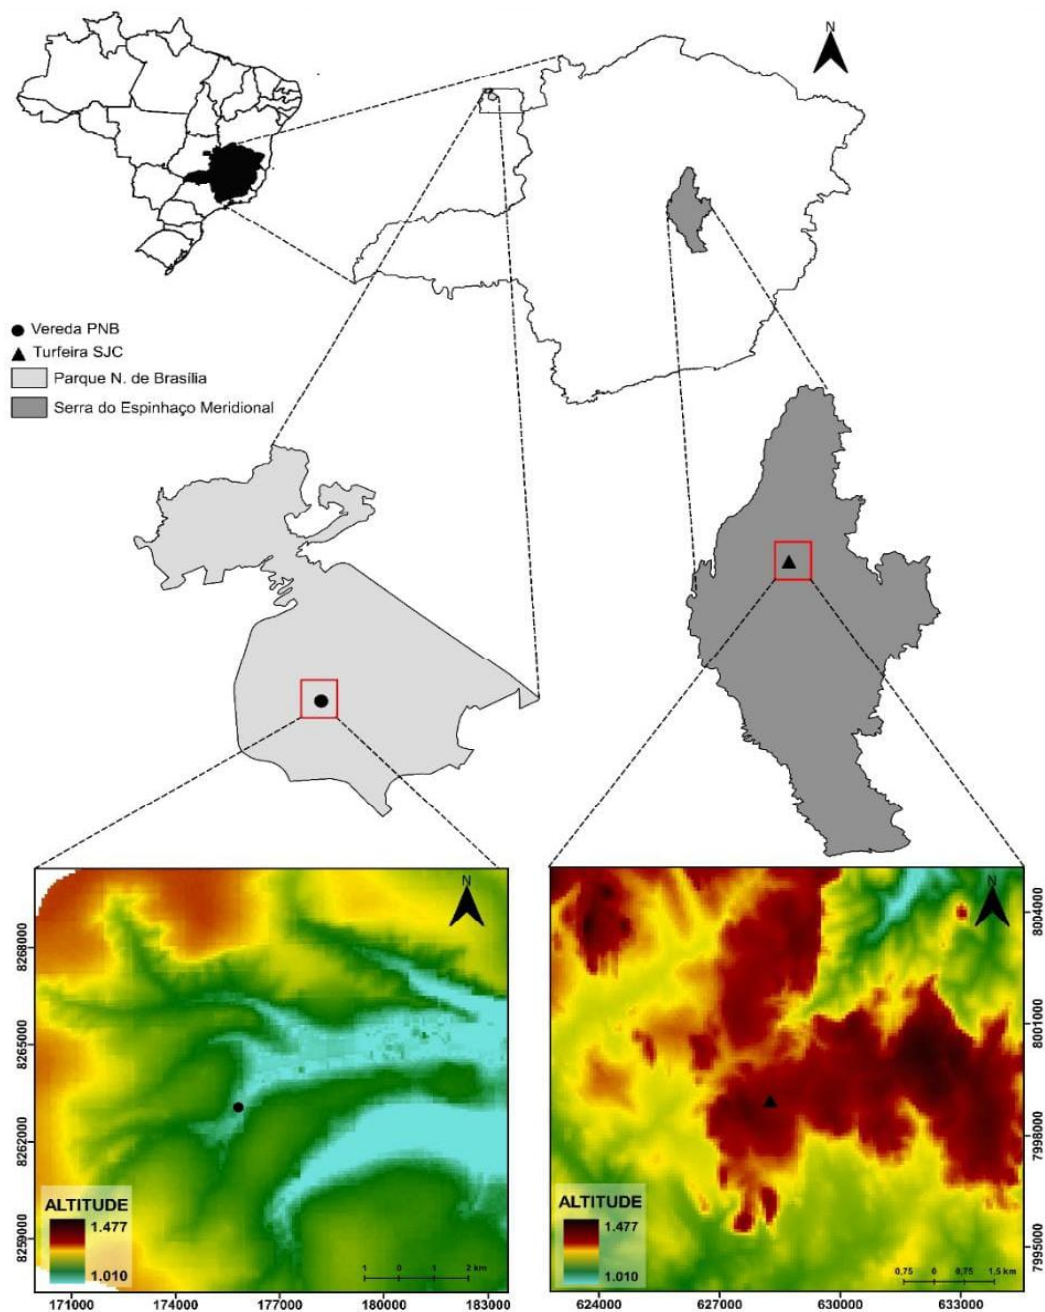 N
Vereda PNB
Turfeira SJC
Parque N. de Brasília
Serra do Espinhaço Meridional
N
8268000
8265000
8262000
8259000
ALTITUDE
1.477
1.010
1 0 1 2 km
171000 174000 177000 180000 183000
N
8004000
8001000
7998000
7995000
ALTITUDE
1.477
1.010
0,75 0 0,75 1,5 km
624000 627000 630000 633000